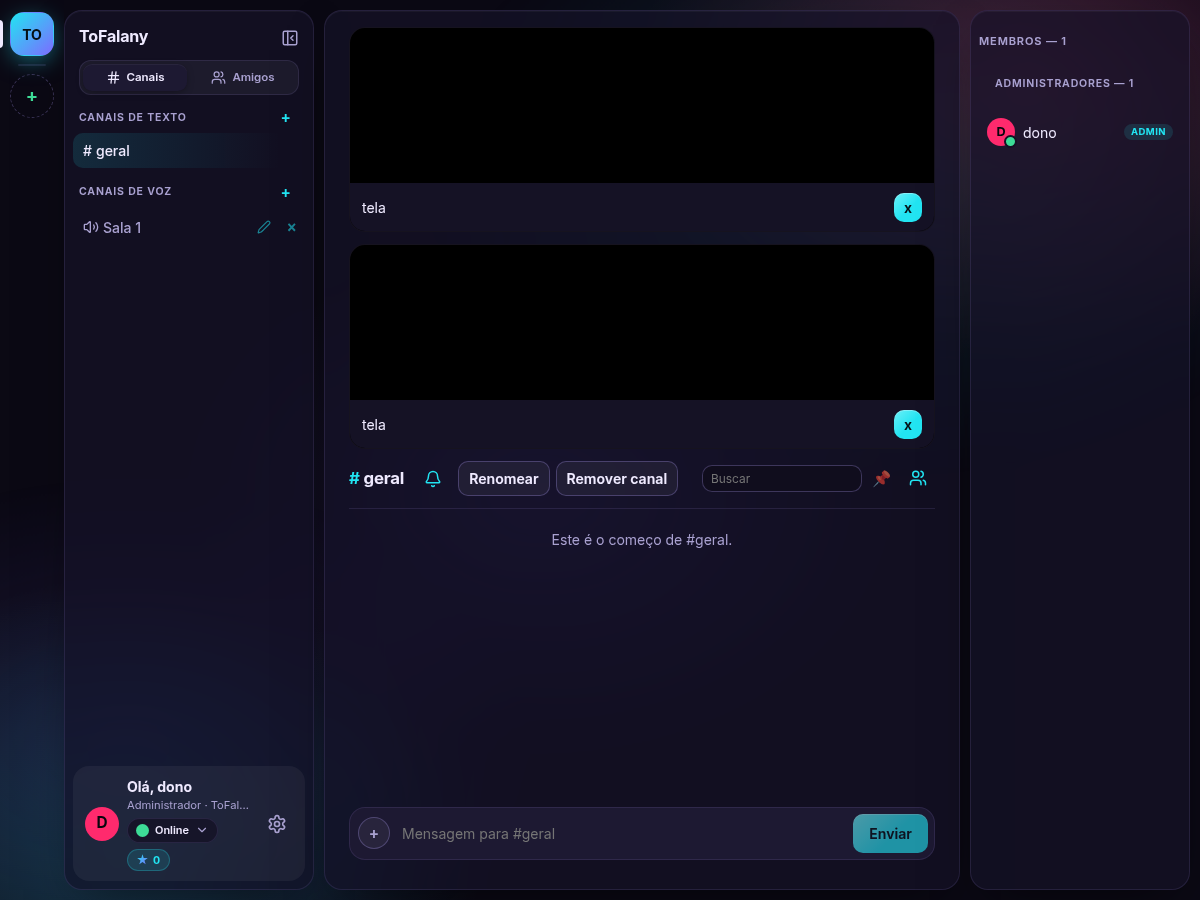 TO
+
ToFalany
Canais
Amigos
CANAIS DE TEXTO +
# geral
CANAIS DE VOZ +
Sala 1 ×
Olá, dono
D
Administrador · ToFal...
Online
★ 0
tela x
tela x
# geral Renomear Remover canal Buscar
Este é o começo de #geral.
+ Mensagem para #geral Enviar
MEMBROS — 1
ADMINISTRADORES — 1
D dono ADMIN